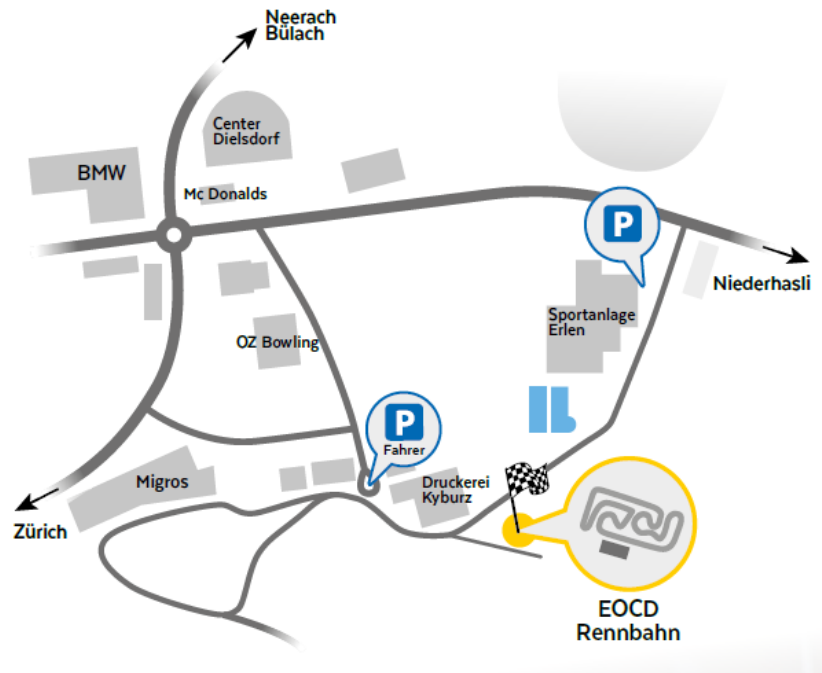 Neerach
Bülach
Center
Dielsdorf
BMW
Mc Donalds
P
Niederhasli
Sportanlage
Erlen
OZ Bowling
P
Fahrer
Migros
Druckerei
Kyburz
Zürich
EOCD
Rennbahn